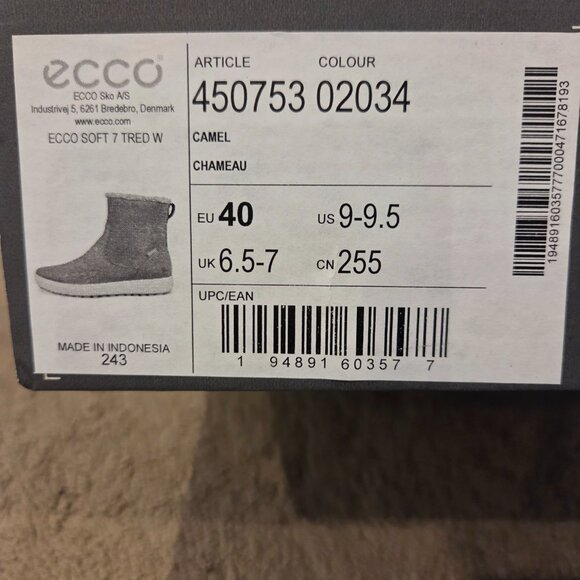 ecco
ECCO Sko A/S
Industrivej 5, 6261 Bredebro, Denmark
www.ecco.com
ECCO SOFT 7 TRED W
MADE IN INDONESIA
243
ARTICLE COLOUR
450753 02034
CAMEL
CHAMEAU
EU 40 US 9-9.5
UK 6.5-7 CN 255
UPC/EAN
1 94891 60357 7
1948916035777000471678193